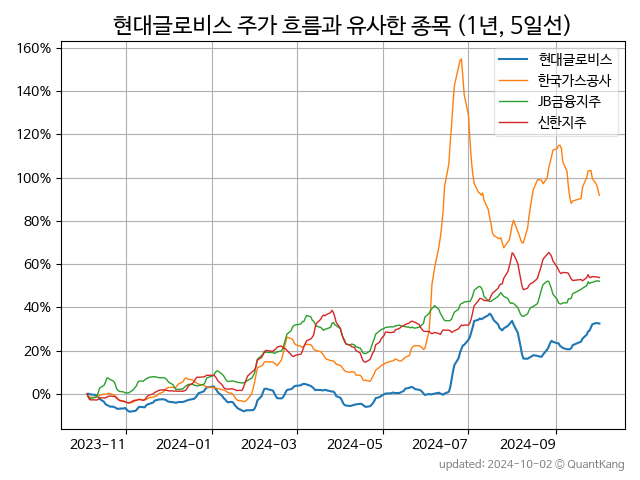 현대글로비스 주가 흐름과 유사한 종목 (1년, 5일선)
160%
140%
120%
100%
80%
60%
40%
20%
0%
현대글로비스
한국가스공사
JB금융지주
신한지주
2023-11
2024-01
2024-03
2024-05
2024-07
2024-09
updated: 2024-10-02 © QuantKang